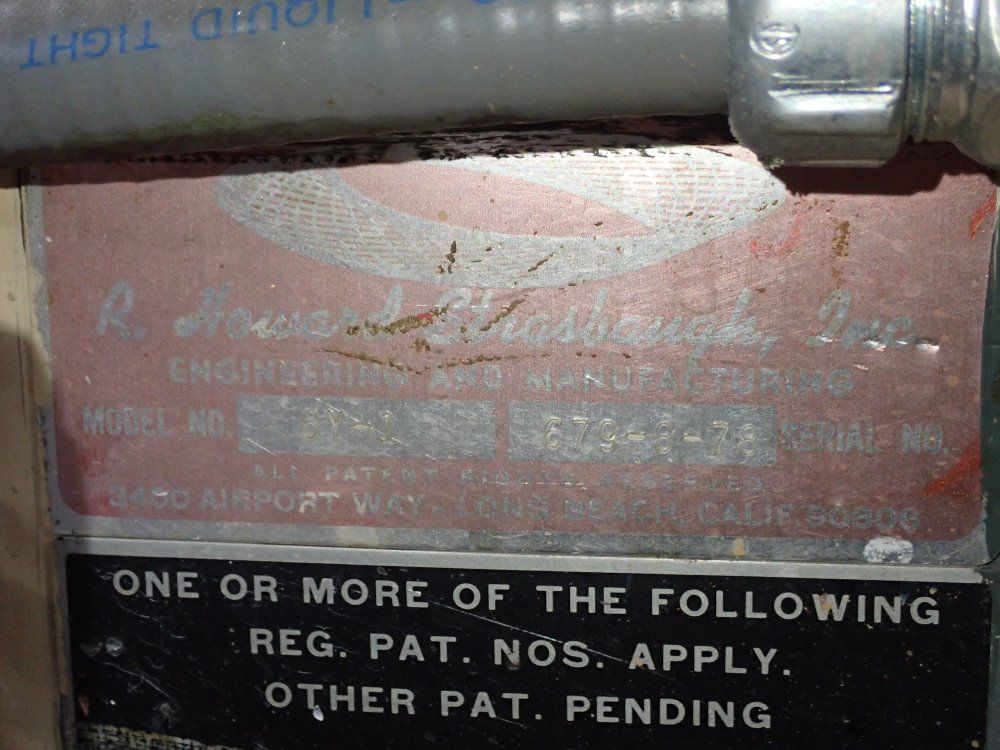 LIQUID TIGHT
R. Howard Strasbaugh, Inc.
ENGINEERING AND MANUFACTURING
MODEL NO. 6Y-1 679-8-78 SERIAL NO.
ALL PATENT RIGHTS RESERVED
AIRPORT WAY, LONG BEACH, CALIF
ONE OR MORE OF THE FOLLOWING
REG. PAT. NOS. APPLY.
OTHER PAT. PENDING